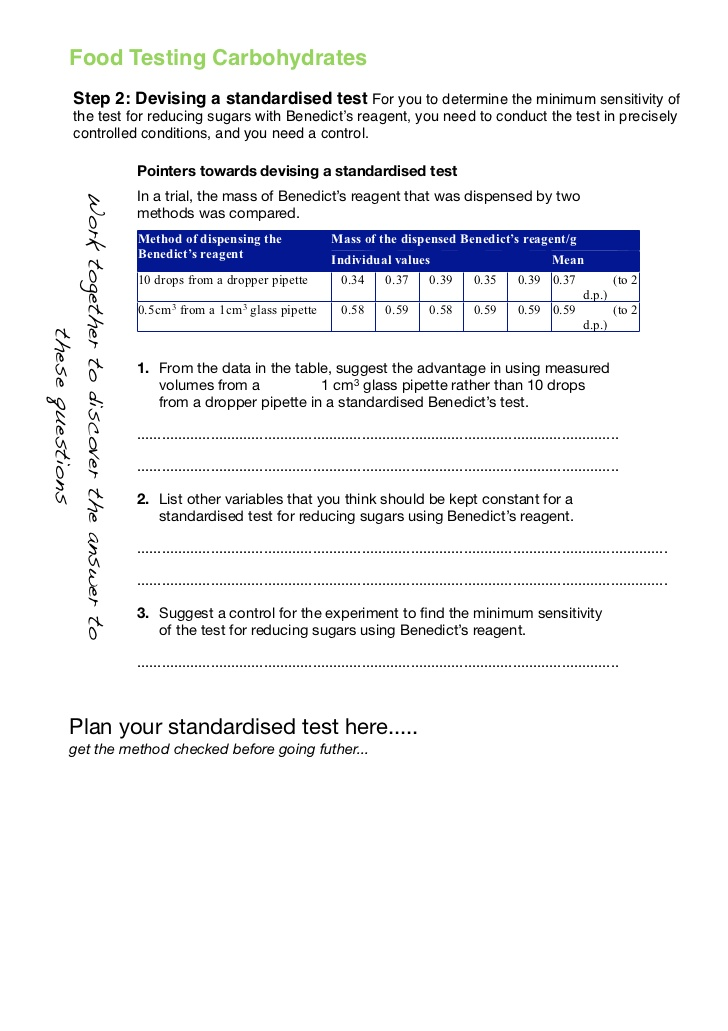 Food Testing Carbohydrates
Step 2: Devising a standardised test For you to determine the minimum sensitivity of
the test for reducing sugars with Benedict’s reagent, you need to conduct the test in precisely
controlled conditions, and you need a control.
Work together to discover the answer to
these questions
Pointers towards devising a standardised test
In a trial, the mass of Benedict’s reagent that was dispensed by two
methods was compared.
Method of dispensing the Mass of the dispensed Benedict’s reagent/g
Benedict’s reagent Individual values Mean
10 drops from a dropper pipette 0.34 0.37 0.39 0.35 0.39 0.37 (to 2
d.p.)
0.5cm³ from a 1cm³ glass pipette 0.58 0.59 0.58 0.59 0.59 0.59 (to 2
d.p.)
1. From the data in the table, suggest the advantage in using measured
volumes from a 1 cm³ glass pipette rather than 10 drops
from a dropper pipette in a standardised Benedict’s test.
2. List other variables that you think should be kept constant for a
standardised test for reducing sugars using Benedict’s reagent.
3. Suggest a control for the experiment to find the minimum sensitivity
of the test for reducing sugars using Benedict’s reagent.
Plan your standardised test here.....
get the method checked before going futher...